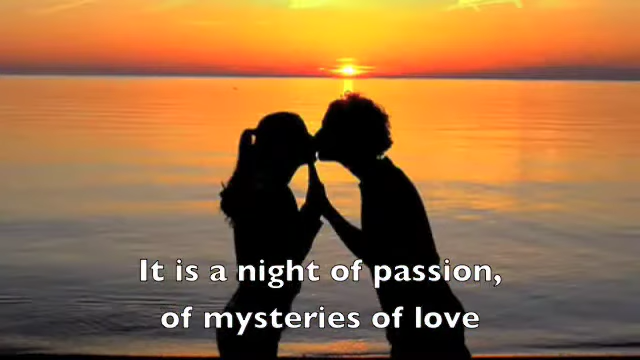 It is a night of passion,
of mysteries of love